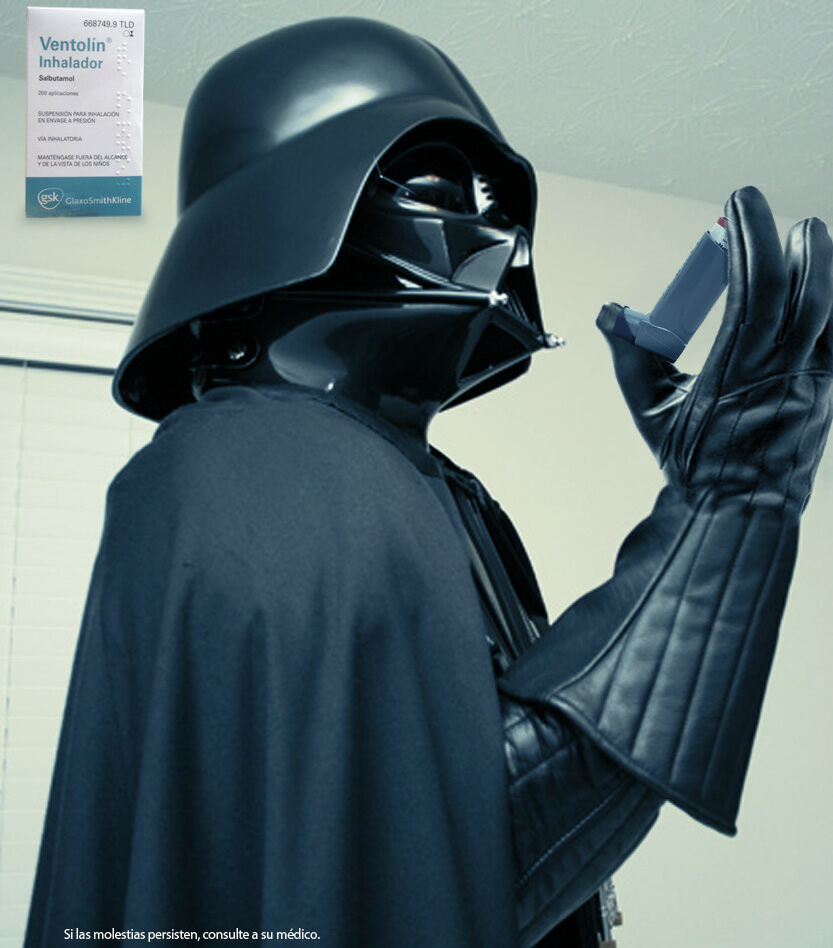 668749.9 TLD
Ventolín®
Inhalador
Salbutamol
200 aplicaciones
SUSPENSIÓN PARA INHALACIÓN
EN ENVASE A PRESIÓN
VÍA INHALATORIA
MANTÉNGASE FUERA DEL ALCANCE
Y DE LA VISTA DE LOS NIÑOS
gsk GlaxoSmithKline
Si las molestias persisten, consulte a su médico.